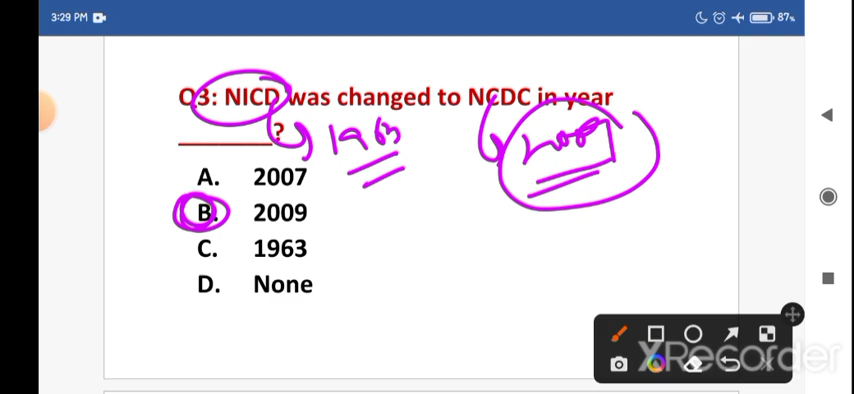 3:29 PM
87%
Q3: NICD was changed to NCDC in year
________?
1963
2009
A. 2007
B. 2009
C. 1963
D. None
XRecorder